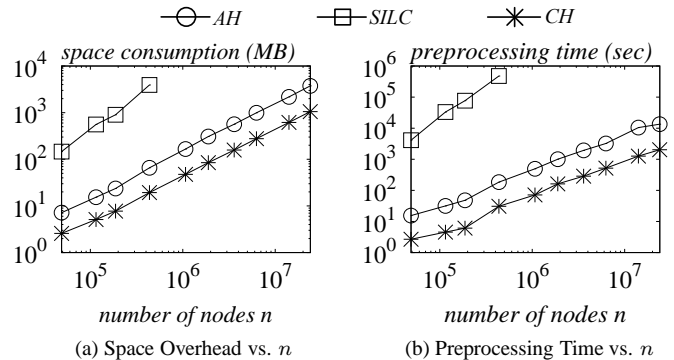 AH SILC CH
space consumption (MB) preprocessing time (sec)
10^4 10^6
10^3 10^5
10^2 10^4
10^1 10^3
10^0 10^2
10^1
10^0
10^5 10^6 10^7 10^5 10^6 10^7
number of nodes n number of nodes n
(a) Space Overhead vs. n (b) Preprocessing Time vs. n